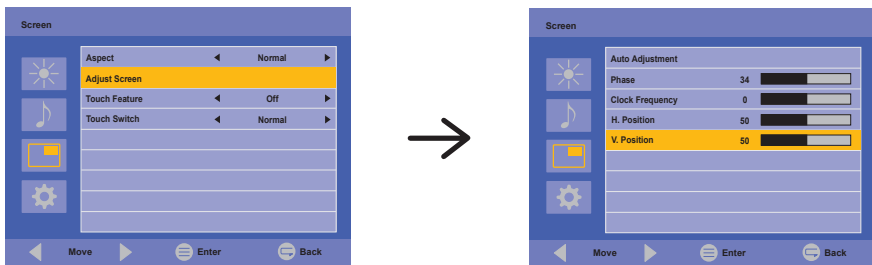 Screen
Aspect Normal
Adjust Screen
Touch Feature Off
Touch Switch Normal
Move Enter Back
Screen
Auto Adjustment
Phase 34
Clock Frequency 0
H. Position 50
V. Position 50
Move Enter Back